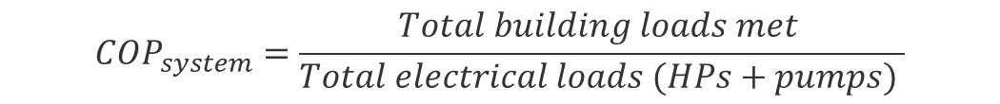 COP_system = Total building loads met / Total electrical loads (HPs + pumps)